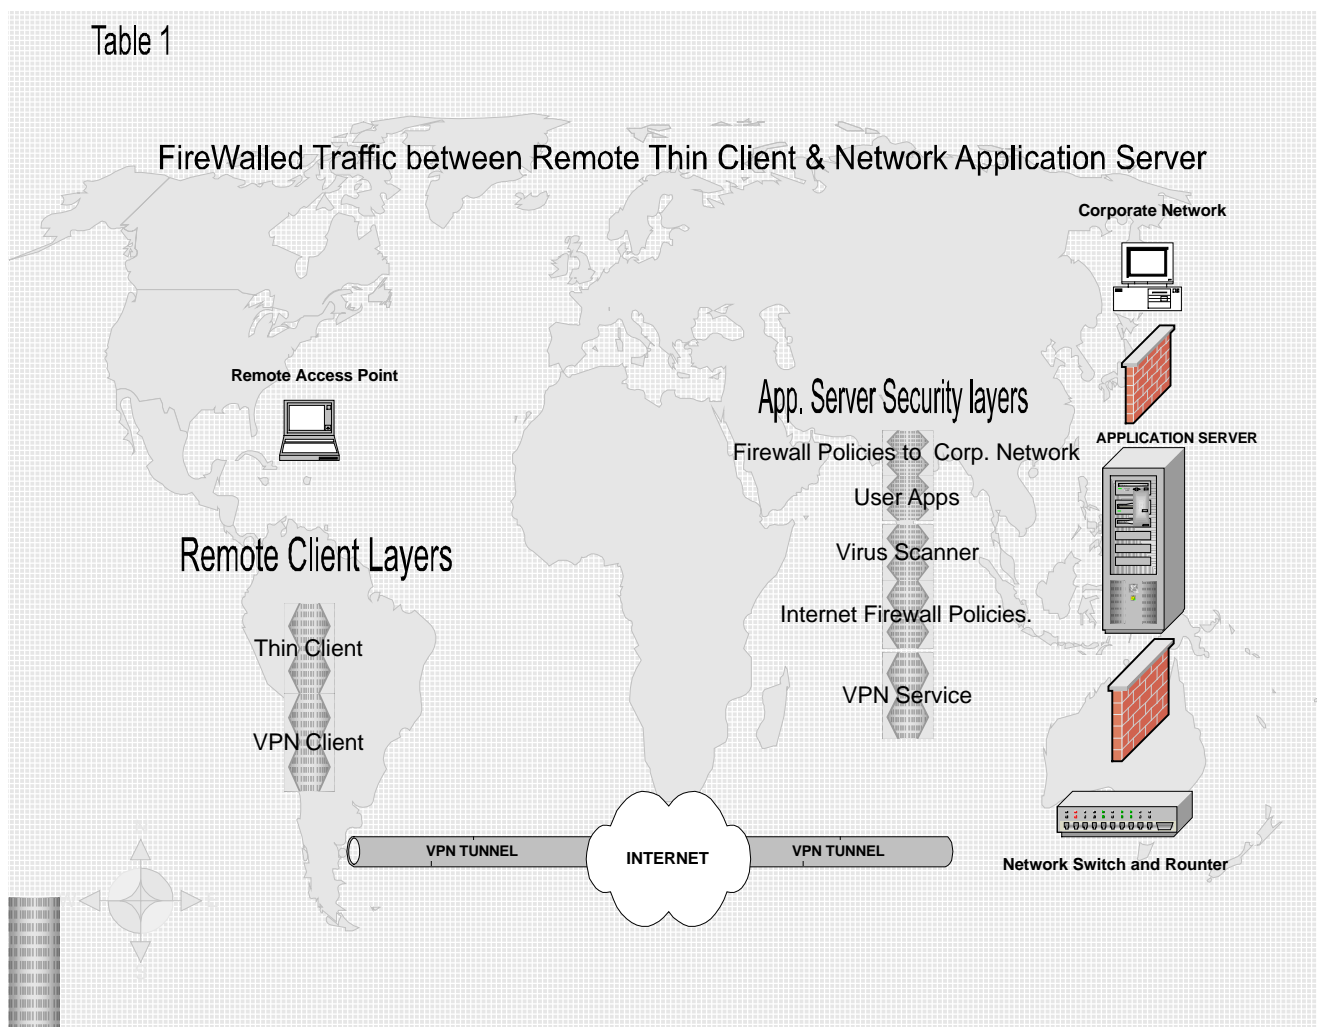 Table 1
FireWalled Traffic between Remote Thin Client & Network Application Server
Corporate Network
Remote Access Point
App. Server Security layers
APPLICATION SERVER
Firewall Policies to Corp. Network
User Apps
Virus Scanner
Internet Firewall Policies.
VPN Service
Remote Client Layers
Thin Client
VPN Client
VPN TUNNEL
INTERNET
VPN TUNNEL
Network Switch and Rounter
N
S